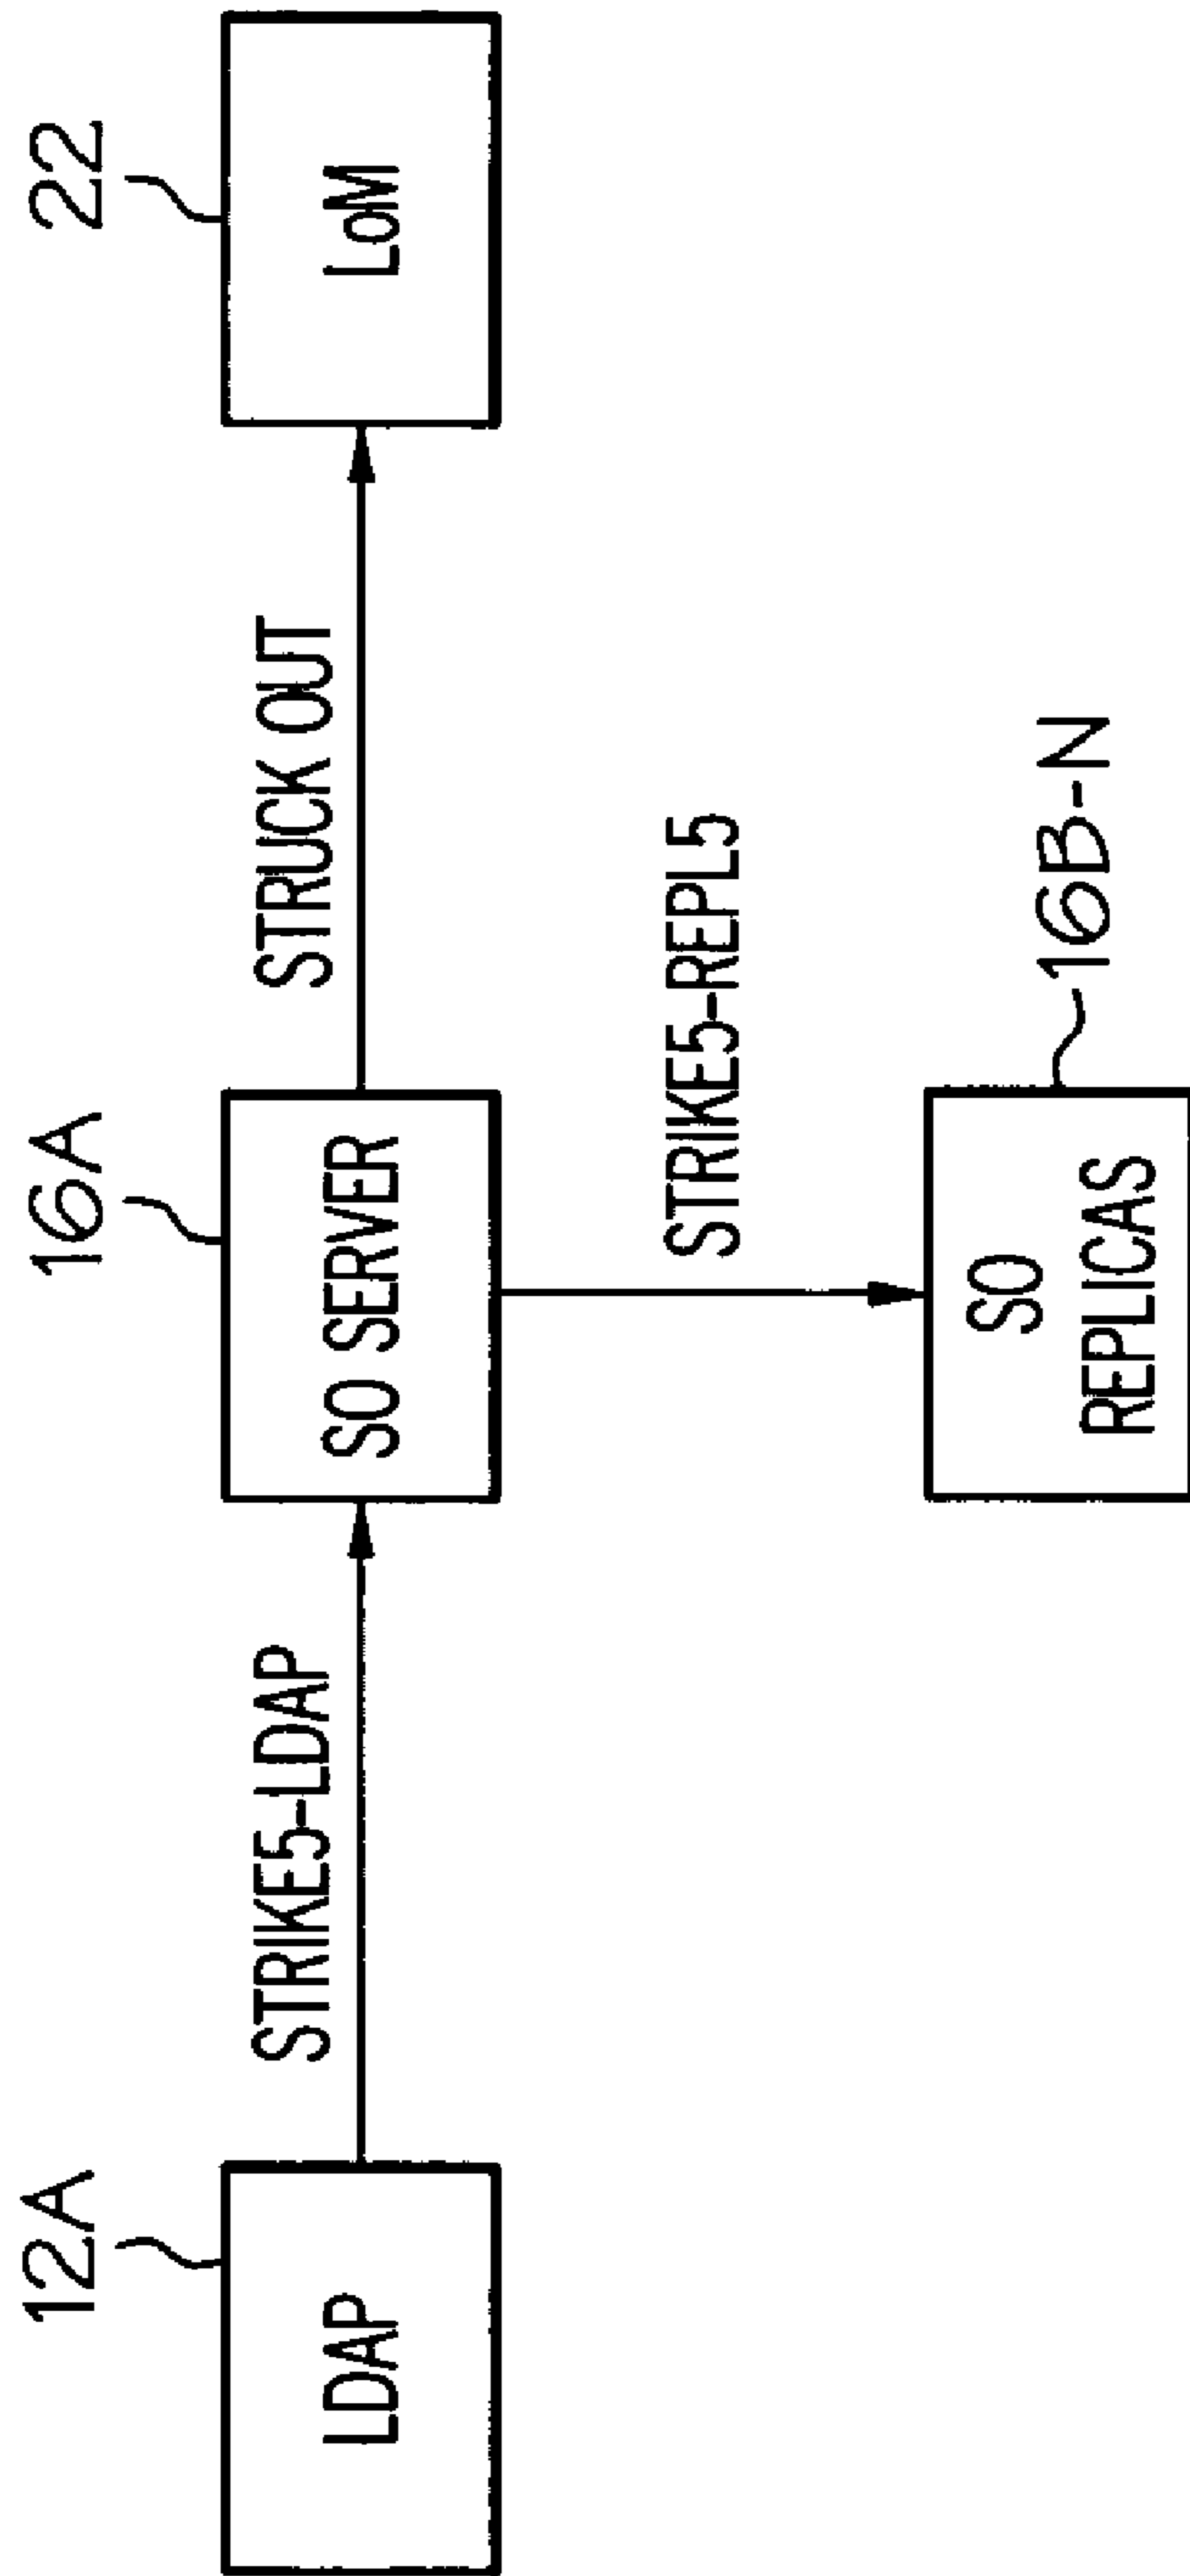 12A
16A
22
LDAP
STRIKE5-LDAP
SO SERVER
STRUCK OUT
LoM
STRIKE5-REPL5
SO
REPLICAS
16B-N